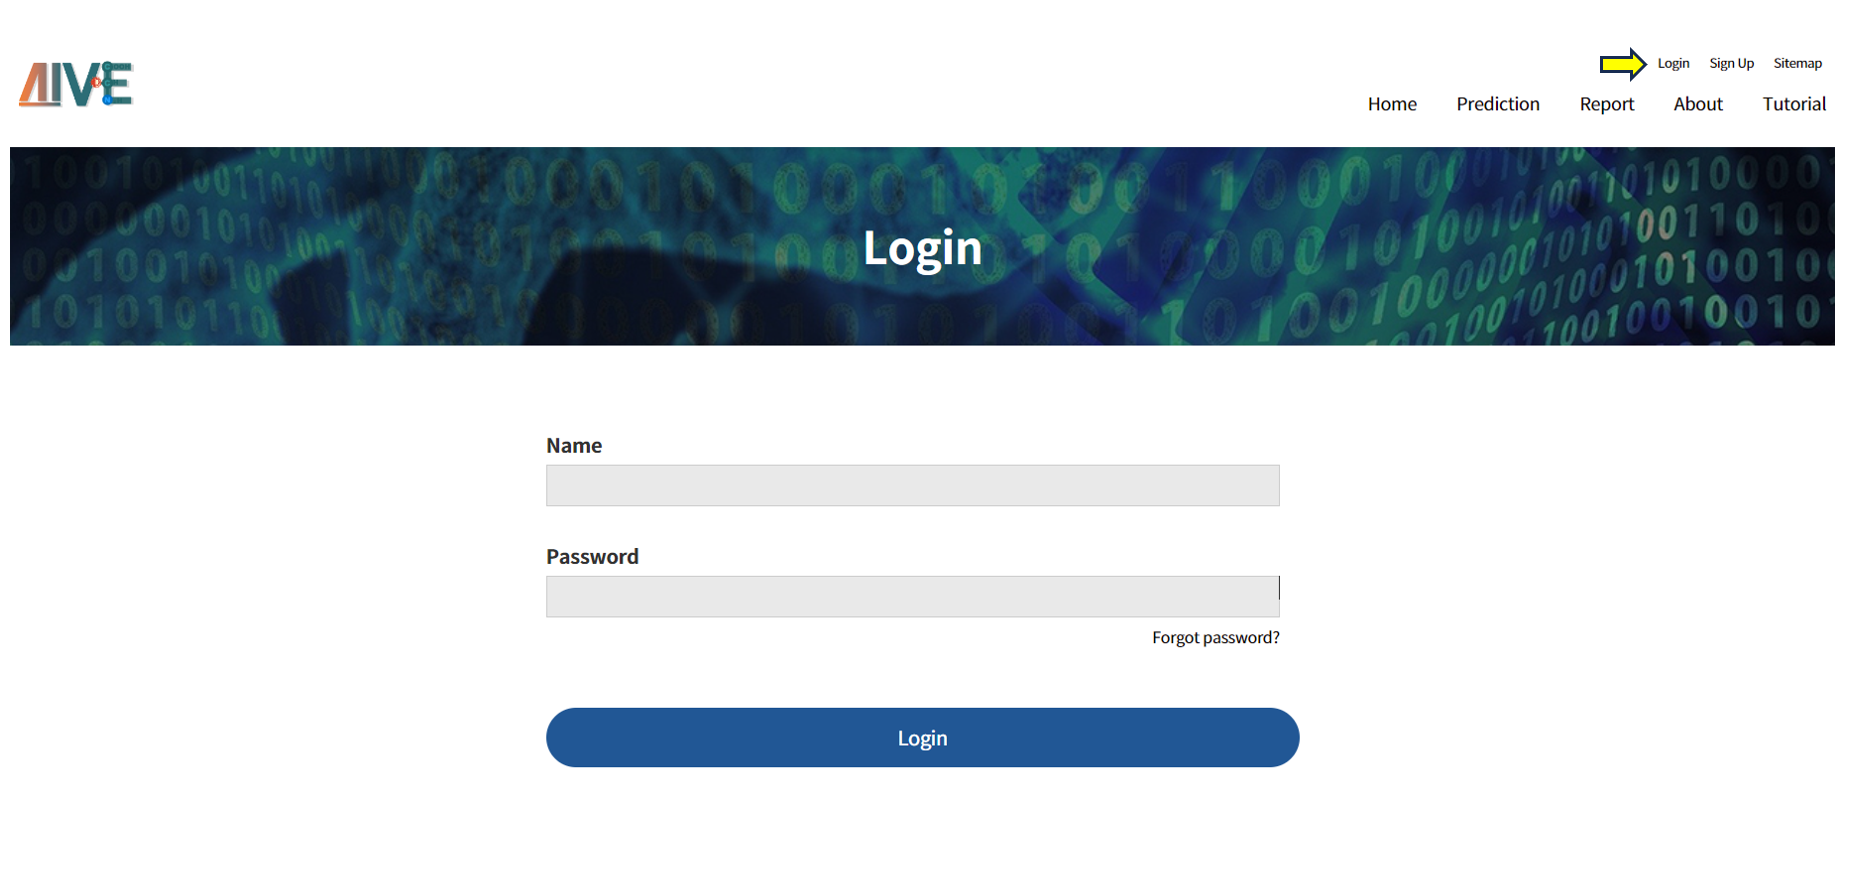 AIVE
Login Sign Up Sitemap
Home Prediction Report About Tutorial
Login
Name
Password
Forgot password?
Login